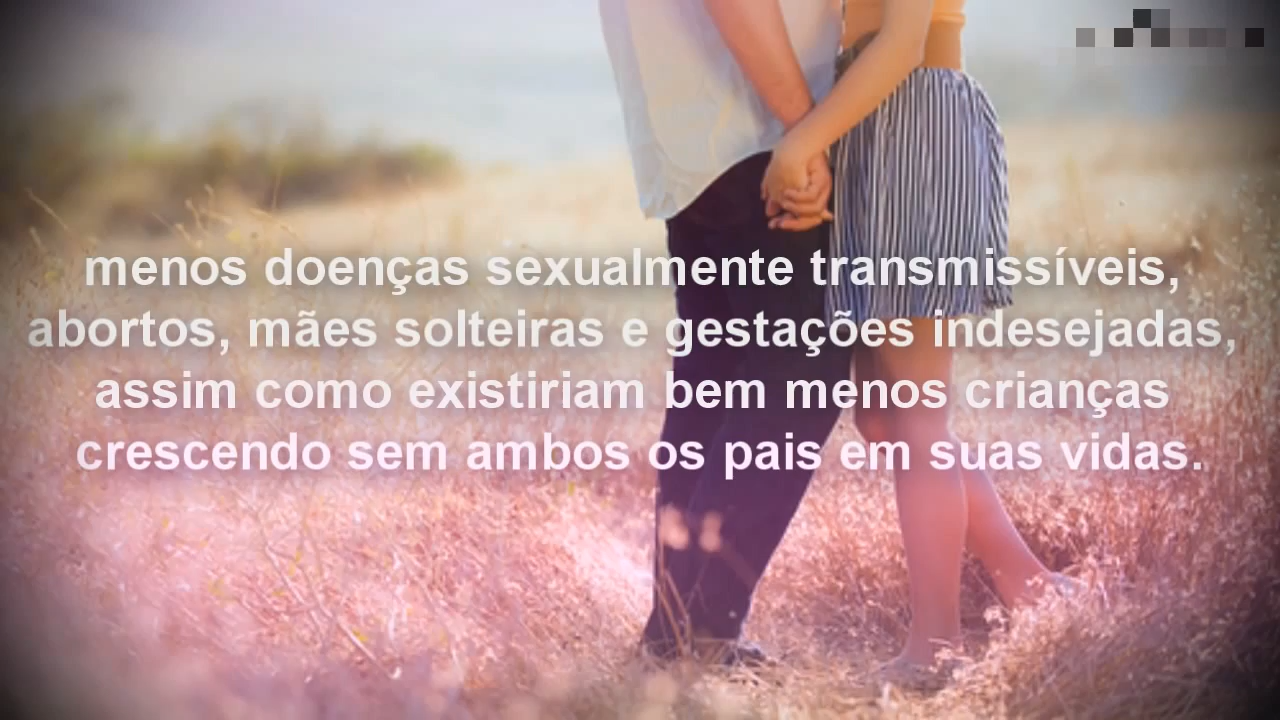 menos doenças sexualmente transmissíveis,
abortos, mães solteiras e gestações indesejadas,
assim como existiriam bem menos crianças
crescendo sem ambos os pais em suas vidas.